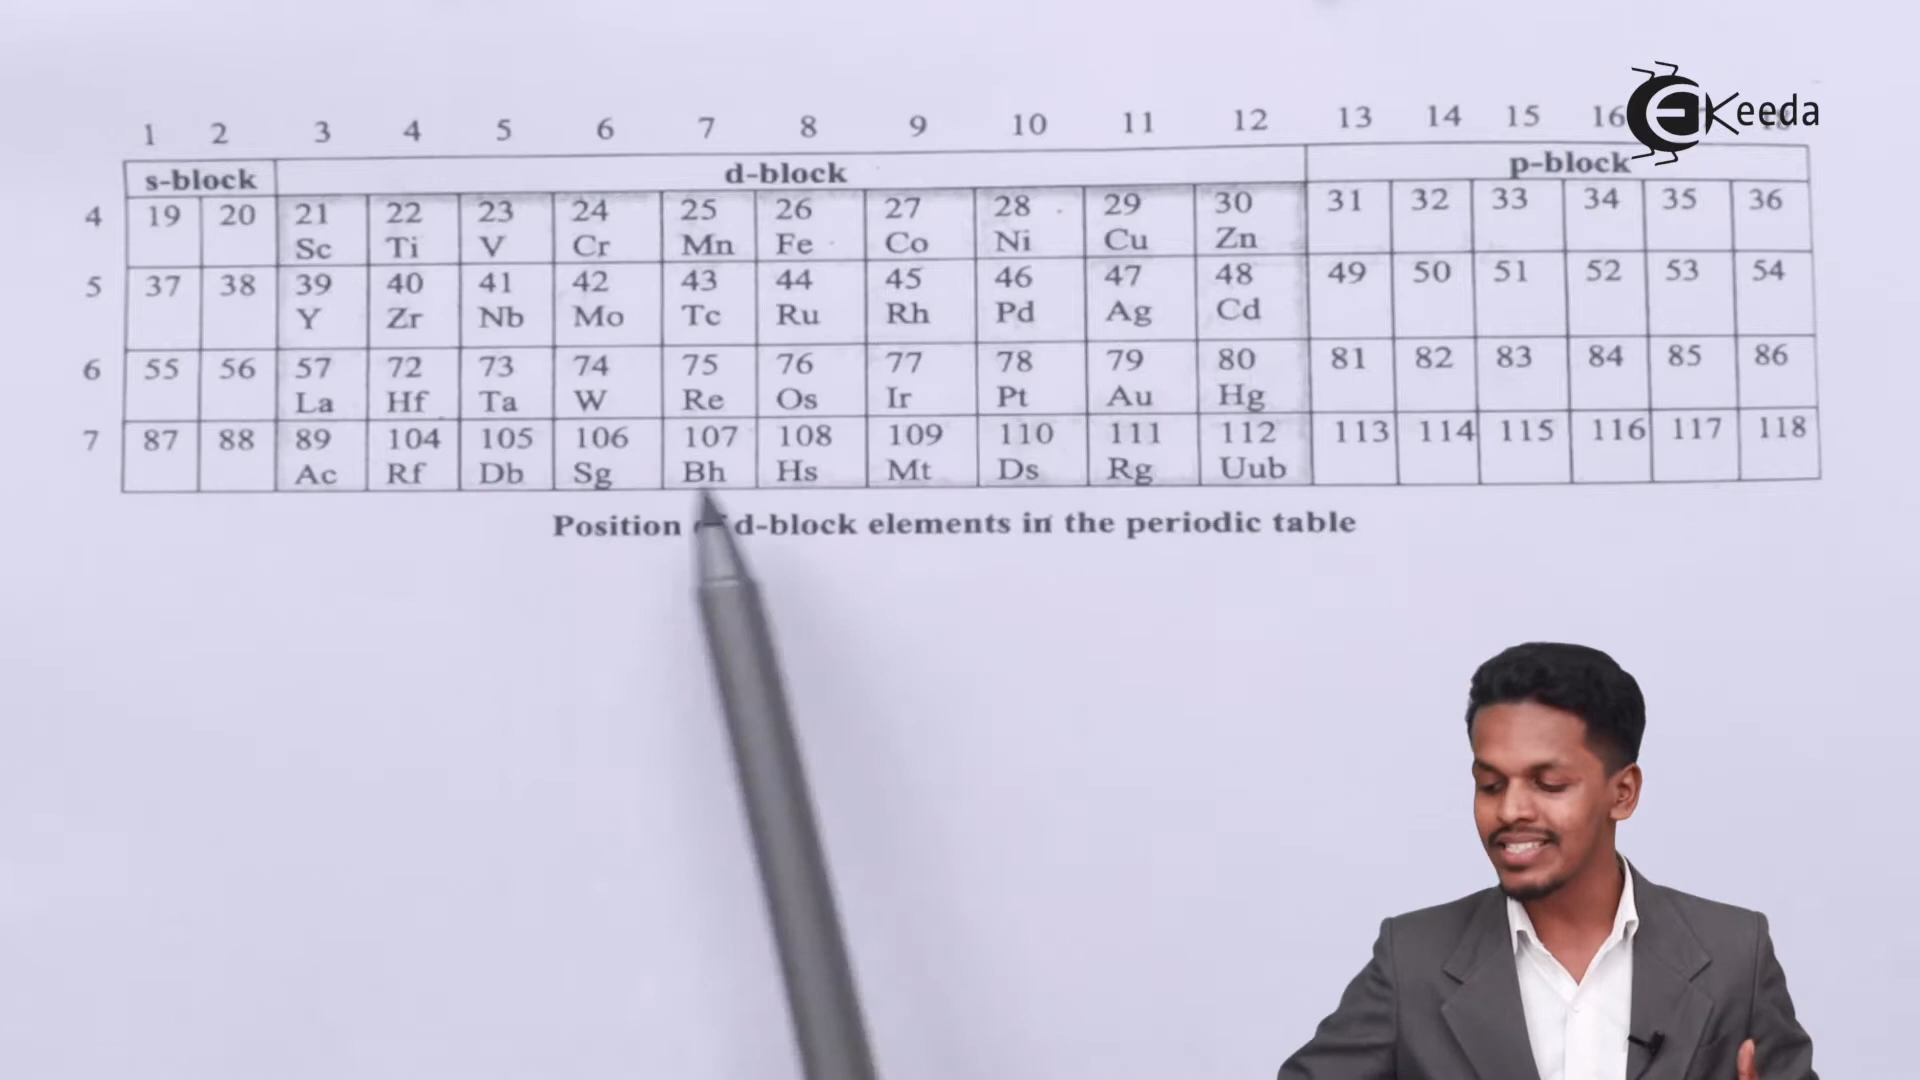 Keeda
1 2 3 4 5 6 7 8 9 10 11 12 13 14 15 16 18
s-block d-block p-block
4 19 20 21 22 23 24 25 26 27 28 29 30 31 32 33 34 35 36
Sc Ti V Cr Mn Fe Co Ni Cu Zn
5 37 38 39 40 41 42 43 44 45 46 47 48 49 50 51 52 53 54
Y Zr Nb Mo Tc Ru Rh Pd Ag Cd
6 55 56 57 72 73 74 75 76 77 78 79 80 81 82 83 84 85 86
La Hf Ta W Re Os Ir Pt Au Hg
7 87 88 89 104 105 106 107 108 109 110 111 112 113 114 115 116 117 118
Ac Rf Db Sg Bh Hs Mt Ds Rg Uub
Position of d-block elements in the periodic table